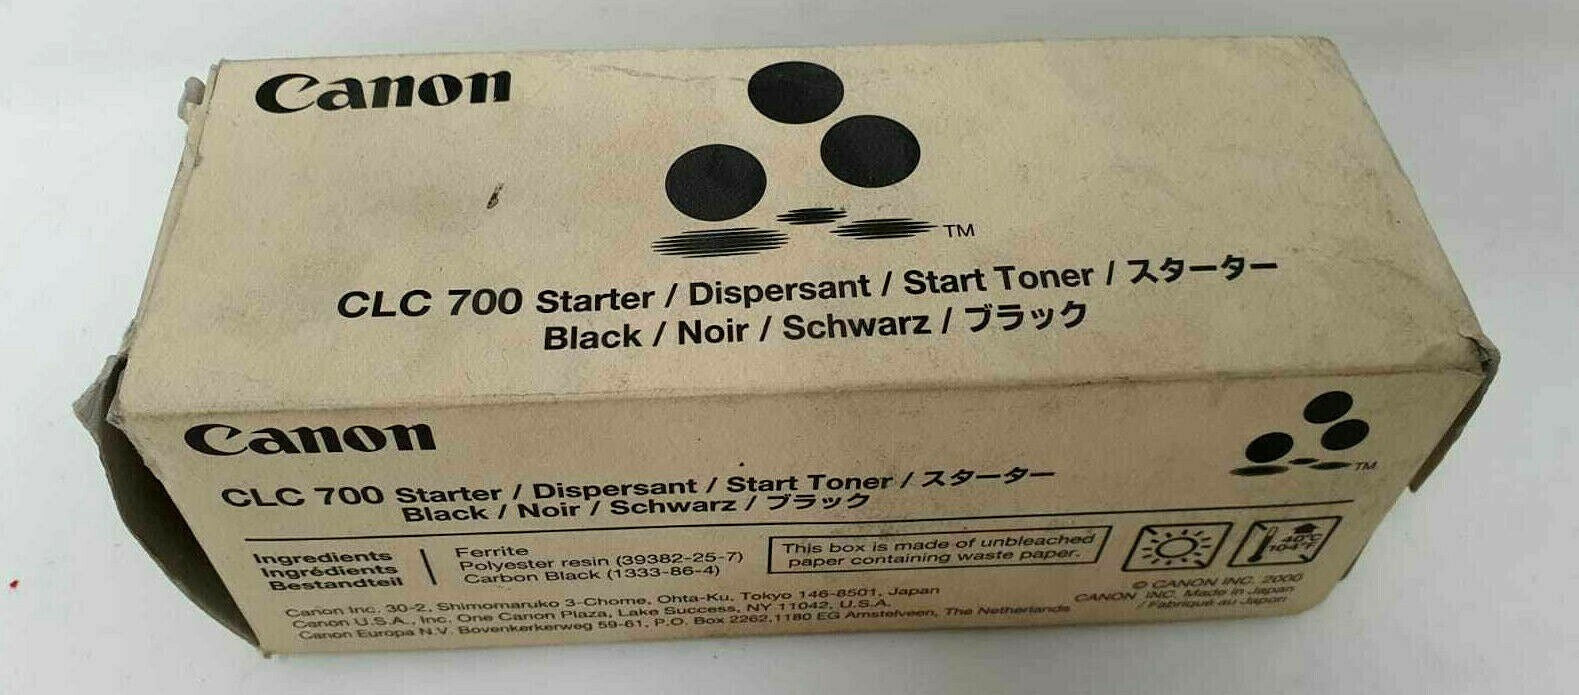 Canon
TM
CLC 700 Starter / Dispersant / Start Toner / スターター
Black / Noir / Schwarz / ブラック
Canon
TM
CLC 700 Starter / Dispersant / Start Toner / スターター
Black / Noir / Schwarz / ブラック
Ingredients
Ingrédients
Bestandteil
Ferrite
Polyester resin (39382-25-7)
Carbon Black (1333-86-4)
This box is made of unbleached
paper containing waste paper.
40°C
104°F
Canon Inc. 30-2, Shimomaruko 3-Chome, Ohta-Ku, Tokyo 146-8501, Japan
Canon U.S.A., Inc. One Canon Plaza, Lake Success, NY 11042, U.S.A.
Canon Europa N.V. Bovenkerkerweg 59-61, P.O. Box 2262,1180 EG Amstelveen, The Netherlands
© CANON INC. 2000
CANON INC. Made in Japan
/ Fabriqué au Japon